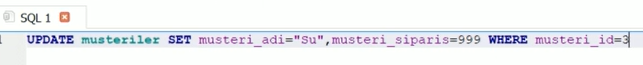 SQL 1
1 UPDATE musteriler SET musteri_adi="Su",musteri_siparis=999 WHERE musteri_id=3